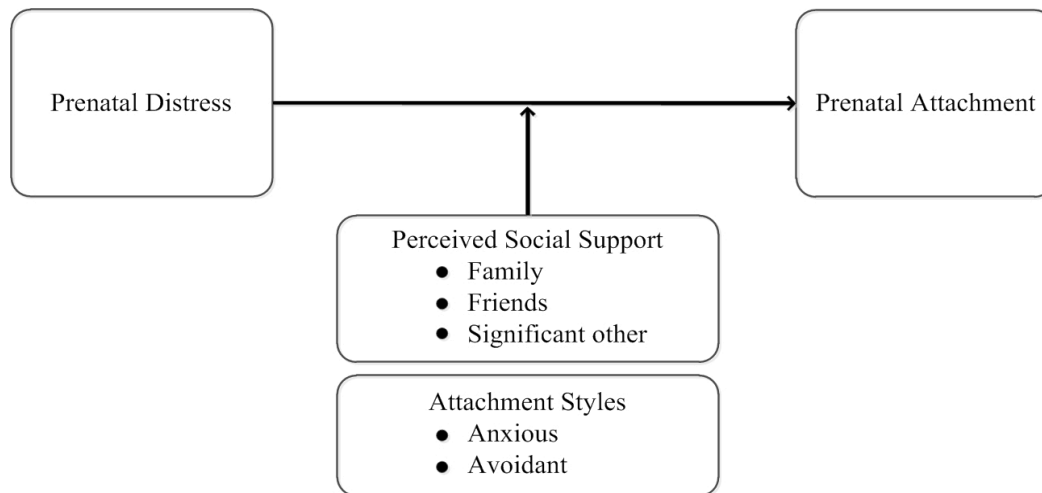 Prenatal Distress
Prenatal Attachment
Perceived Social Support
● Family
● Friends
● Significant other
Attachment Styles
● Anxious
● Avoidant